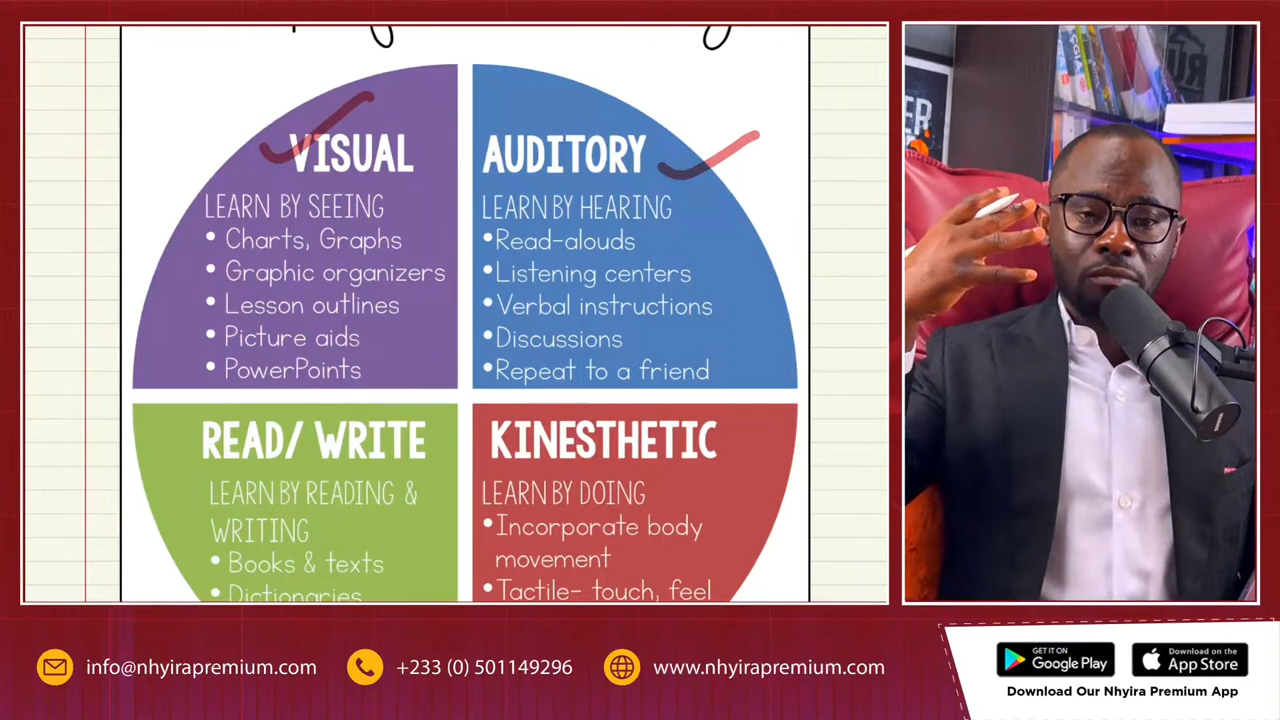 VISUAL
LEARN BY SEEING
• Charts, Graphs
• Graphic organizers
• Lesson outlines
• Picture aids
• PowerPoints
AUDITORY
LEARN BY HEARING
• Read-alouds
• Listening centers
• Verbal instructions
• Discussions
• Repeat to a friend
READ/ WRITE
LEARN BY READING &
WRITING
• Books & texts
• Dictionaries
KINESTHETIC
LEARN BY DOING
• Incorporate body
movement
• Tactile- touch, feel
info@nhyirapremium.com
+233 (0) 501149296
www.nhyirapremium.com
GET IT ON
Google Play
Download on the
App Store
Download Our Nhyira Premium App